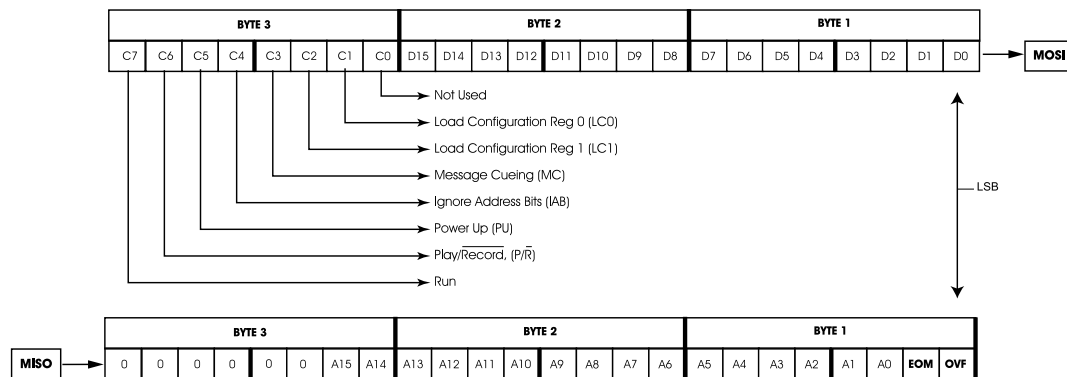 BYTE 3 BYTE 2 BYTE 1
C7 C6 C5 C4 C3 C2 C1 C0 D15 D14 D13 D12 D11 D10 D9 D8 D7 D6 D5 D4 D3 D2 D1 D0 MOSI
Not Used
Load Configuration Reg 0 (LC0)
Load Configuration Reg 1 (LC1)
Message Cueing (MC)
LSB
Ignore Address Bits (IAB)
Power Up (PU)
Play/Record, (P/R)
Run
BYTE 3 BYTE 2 BYTE 1
MISO 0 0 0 0 0 0 A15 A14 A13 A12 A11 A10 A9 A8 A7 A6 A5 A4 A3 A2 A1 A0 EOM OVF